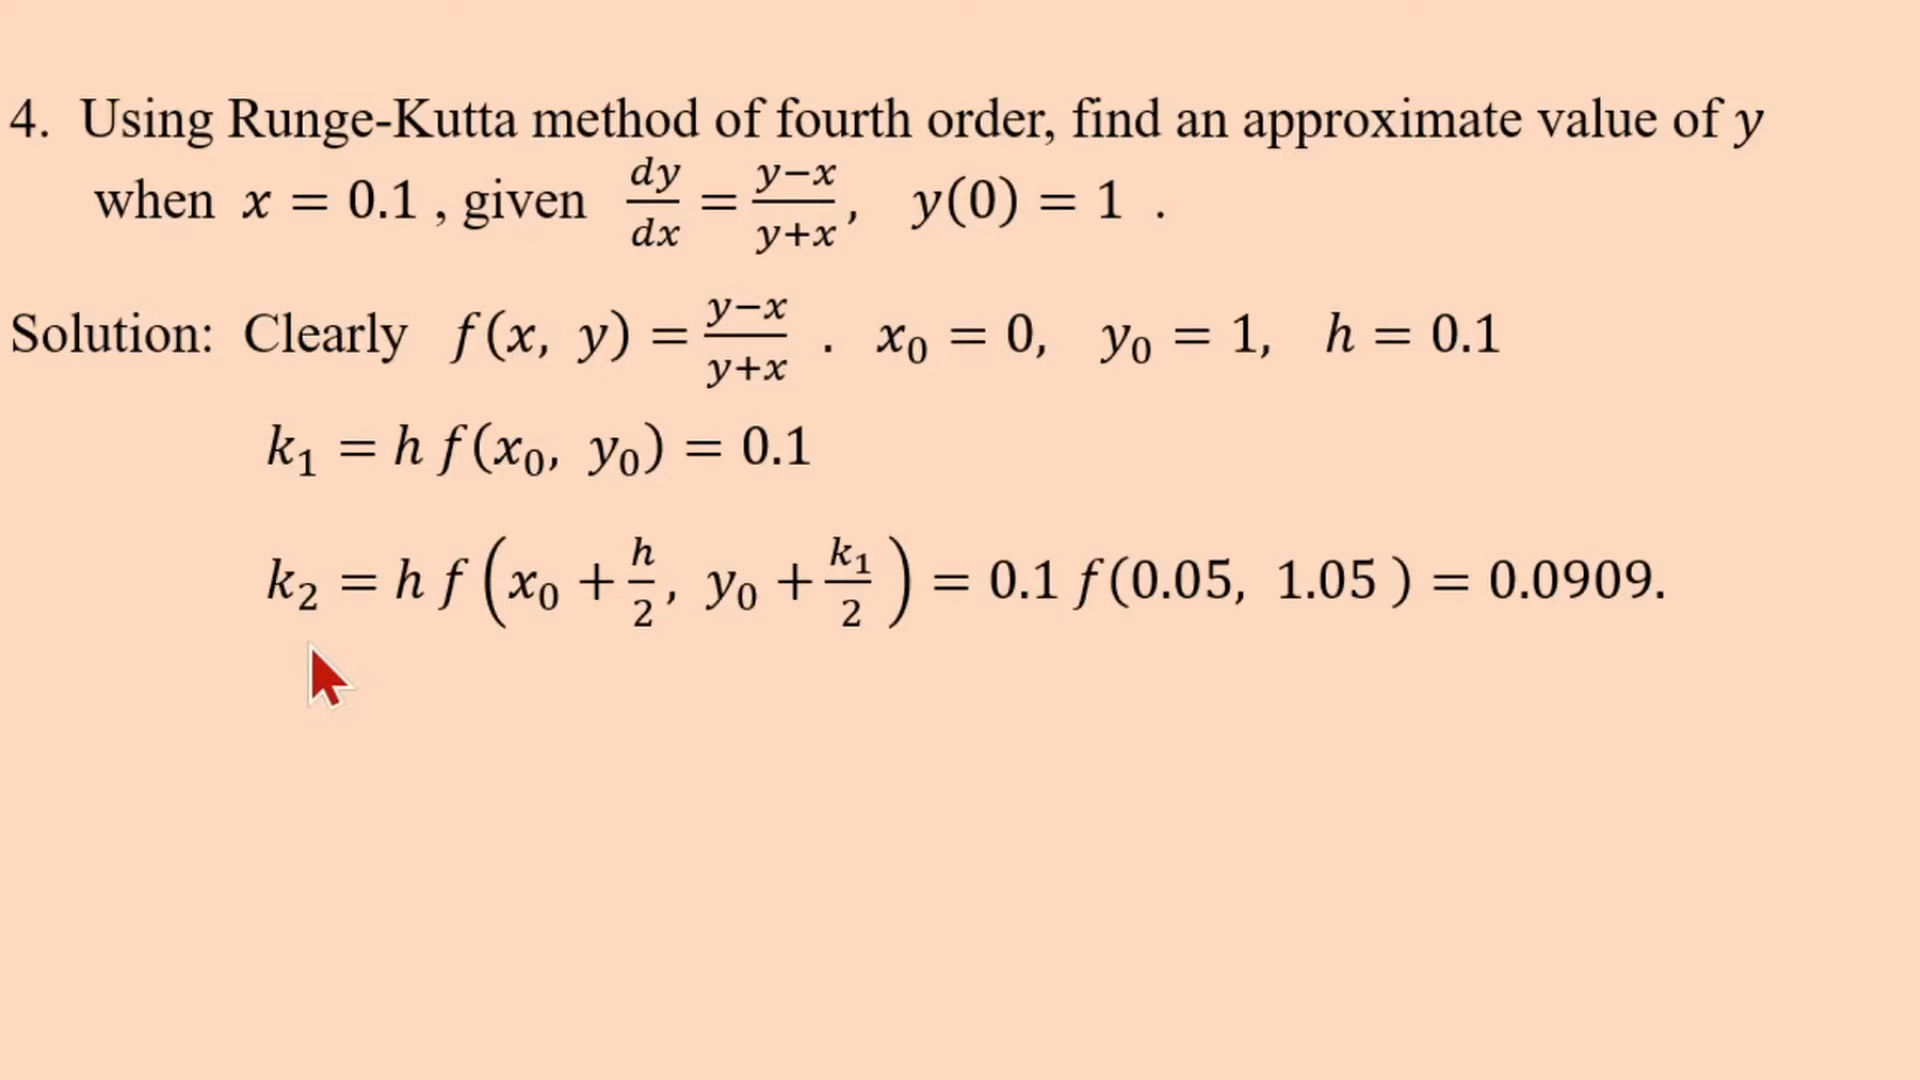 4. Using Runge-Kutta method of fourth order, find an approximate value of y
when x = 0.1 , given dy/dx = y−x/y+x, y(0) = 1 .
Solution: Clearly f(x, y) = y−x/y+x . x₀ = 0, y₀ = 1, h = 0.1
k₁ = h f(x₀, y₀) = 0.1
k₂ = h f(x₀ + h/2, y₀ + k₁/2) = 0.1 f(0.05, 1.05 ) = 0.0909.